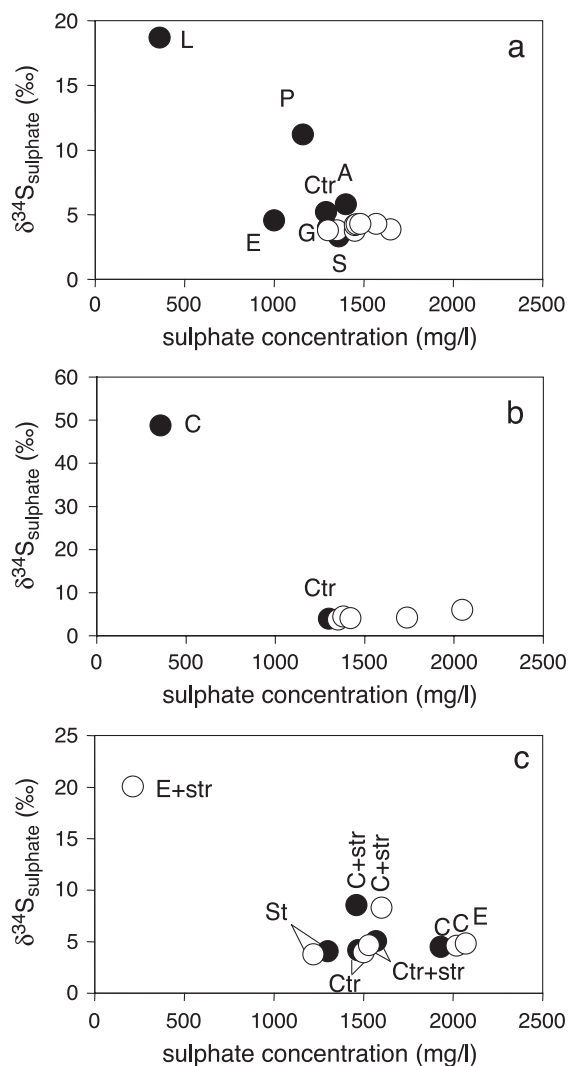 a
20
15
10
5
0
δ34Ssulphate (‰)
L
P
Ctr
A
E
G
S
0 500 1000 1500 2000 2500
sulphate concentration (mg/l)
b
60
50
40
30
20
10
0
δ34Ssulphate (‰)
C
Ctr
0 500 1000 1500 2000 2500
sulphate concentration (mg/l)
c
25
20
15
10
5
0
δ34Ssulphate (‰)
E+str
C+str
C+str
St
C C E
Ctr
Ctr+str
0 500 1000 1500 2000 2500
sulphate concentration (mg/l)